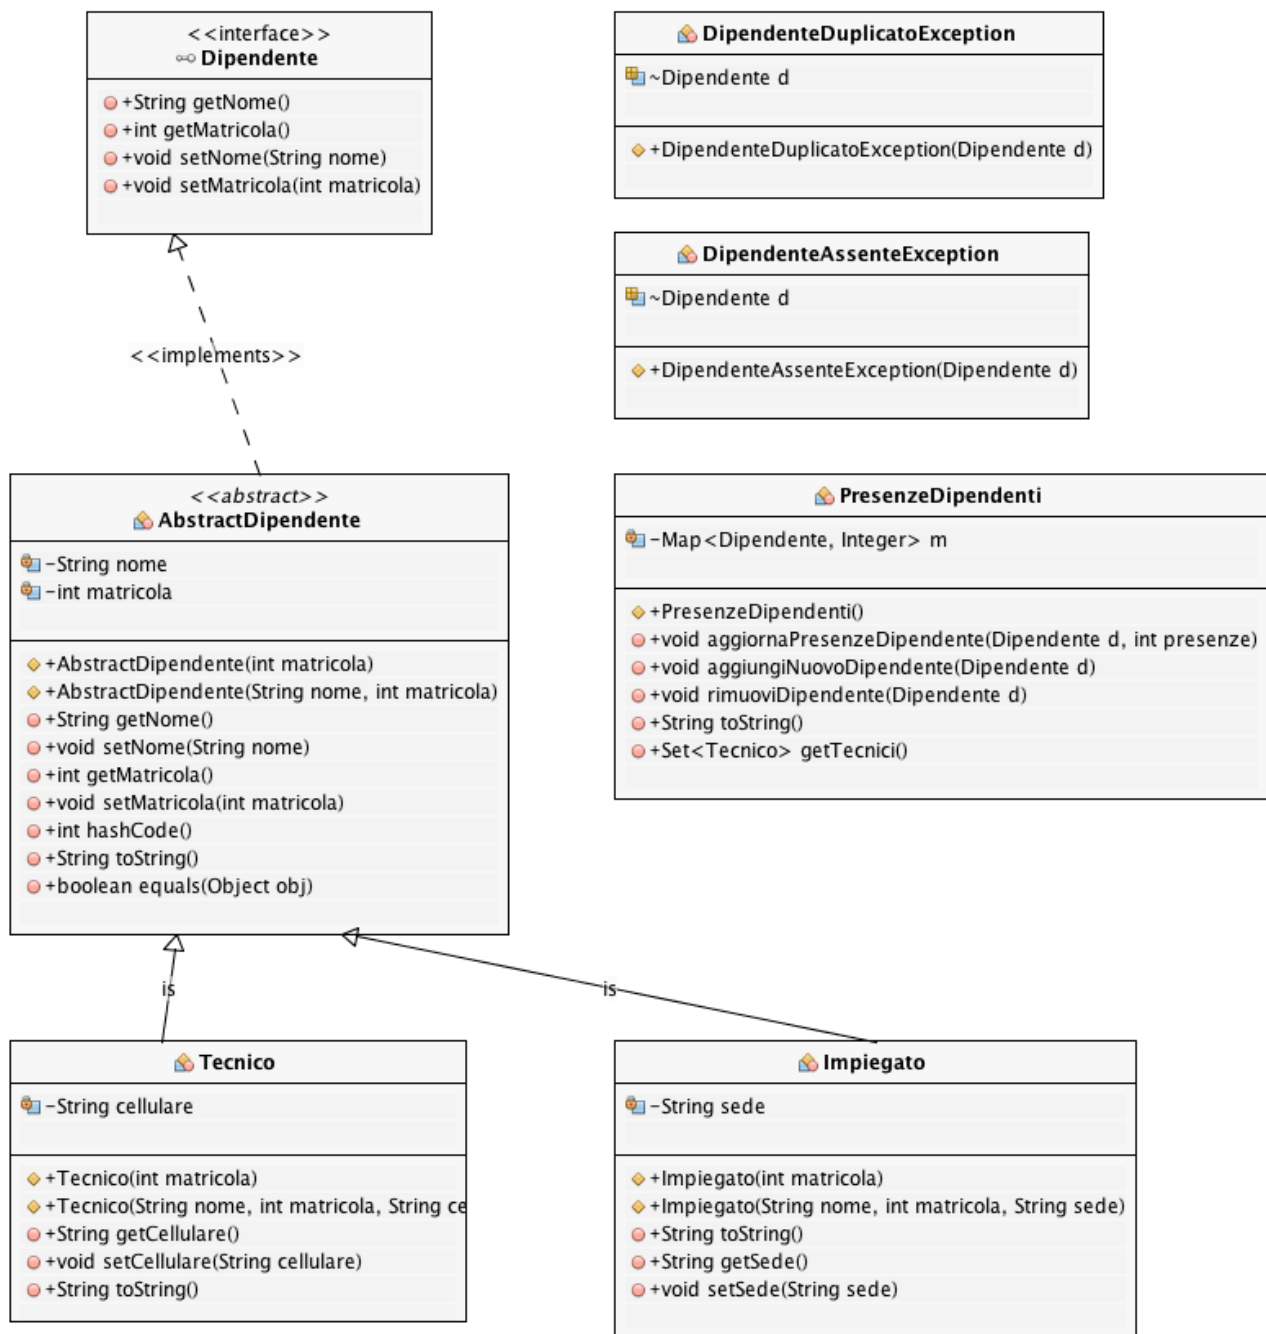 <<interface>>
Dipendente
+String getNome()
+int getMatricola()
+void setNome(String nome)
+void setMatricola(int matricola)
<<implements>>
<<abstract>>
AbstractDipendente
-String nome
-int matricola
+AbstractDipendente(int matricola)
+AbstractDipendente(String nome, int matricola)
+String getNome()
+void setNome(String nome)
+int getMatricola()
+void setMatricola(int matricola)
+int hashCode()
+String toString()
+boolean equals(Object obj)
is
is
Tecnico
-String cellulare
+Tecnico(int matricola)
+Tecnico(String nome, int matricola, String ce
+String getCellulare()
+void setCellulare(String cellulare)
+String toString()
DipendenteDuplicatoException
~Dipendente d
+DipendenteDuplicatoException(Dipendente d)
DipendenteAssenteException
~Dipendente d
+DipendenteAssenteException(Dipendente d)
PresenzeDipendenti
-Map<Dipendente, Integer> m
+PresenzeDipendenti()
+void aggiornaPresenzeDipendente(Dipendente d, int presenze)
+void aggiungiNuovoDipendente(Dipendente d)
+void rimuoviDipendente(Dipendente d)
+String toString()
+Set<Tecnico> getTecnici()
Impiegato
-String sede
+Impiegato(int matricola)
+Impiegato(String nome, int matricola, String sede)
+String toString()
+String getSede()
+void setSede(String sede)